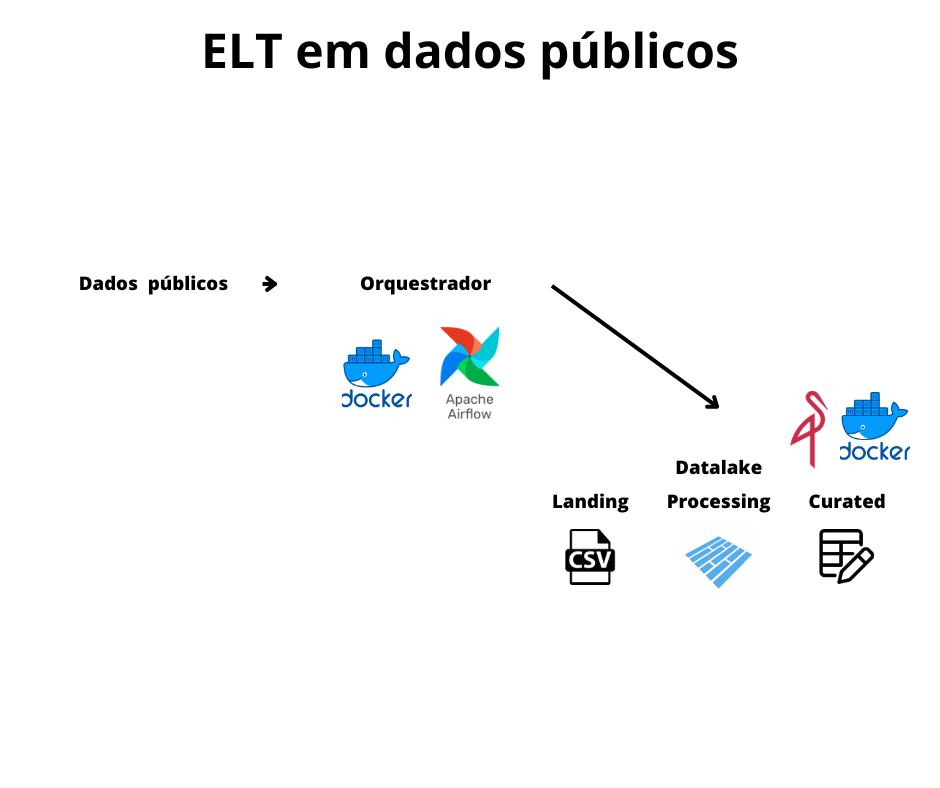 ELT em dados públicos
Dados públicos
Orquestrador
docker
Apache
Airflow
docker
Datalake
Landing
Processing
Curated
CSV